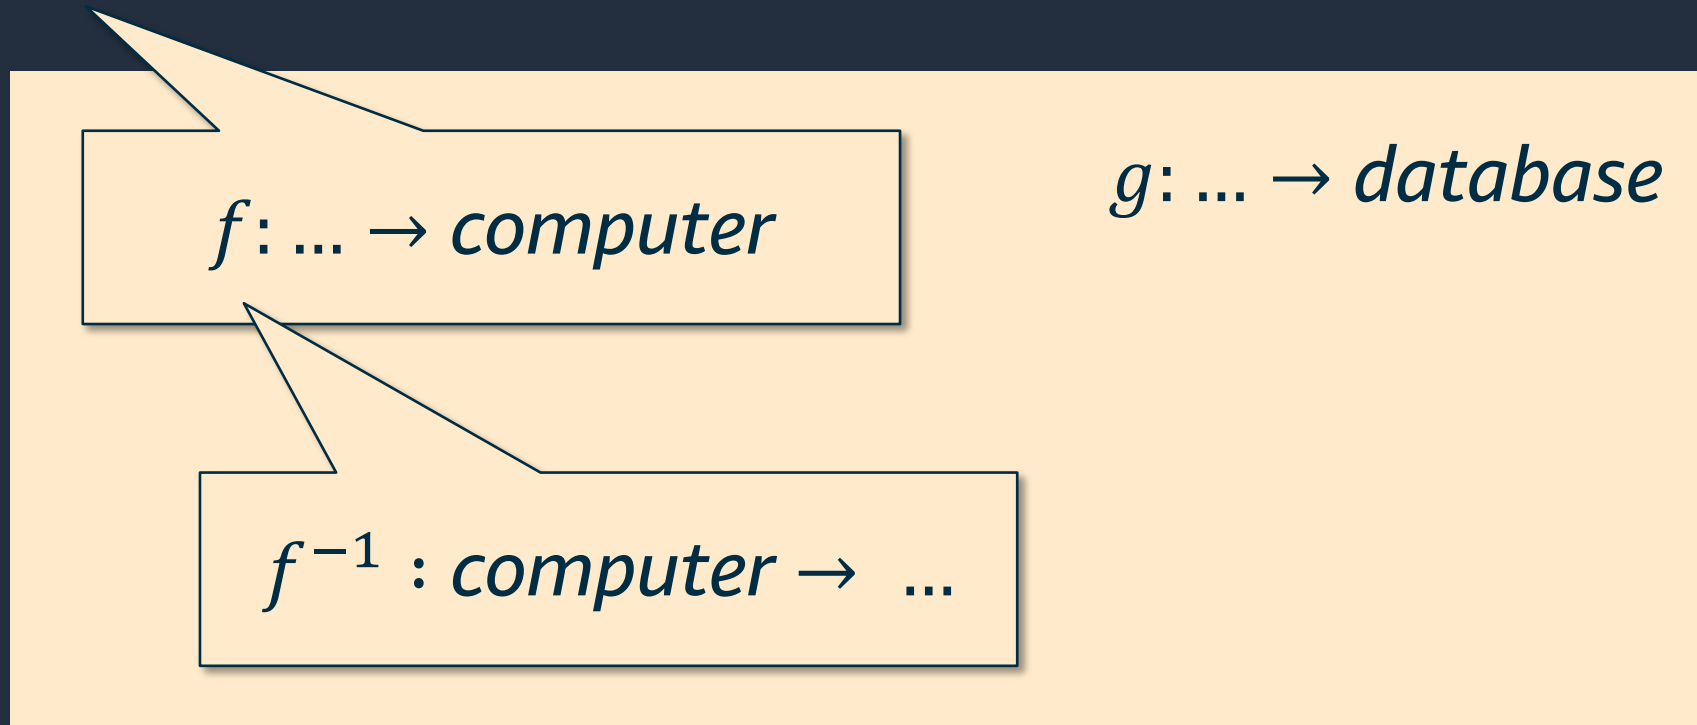 f: ... → computer
g: ... → database
f⁻¹ : computer → ...